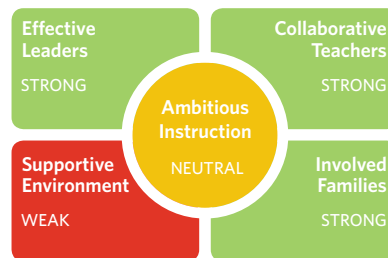 Effective
Leaders
STRONG
Collaborative
Teachers
STRONG
Ambitious
Instruction
NEUTRAL
Supportive
Environment
WEAK
Involved
Families
STRONG